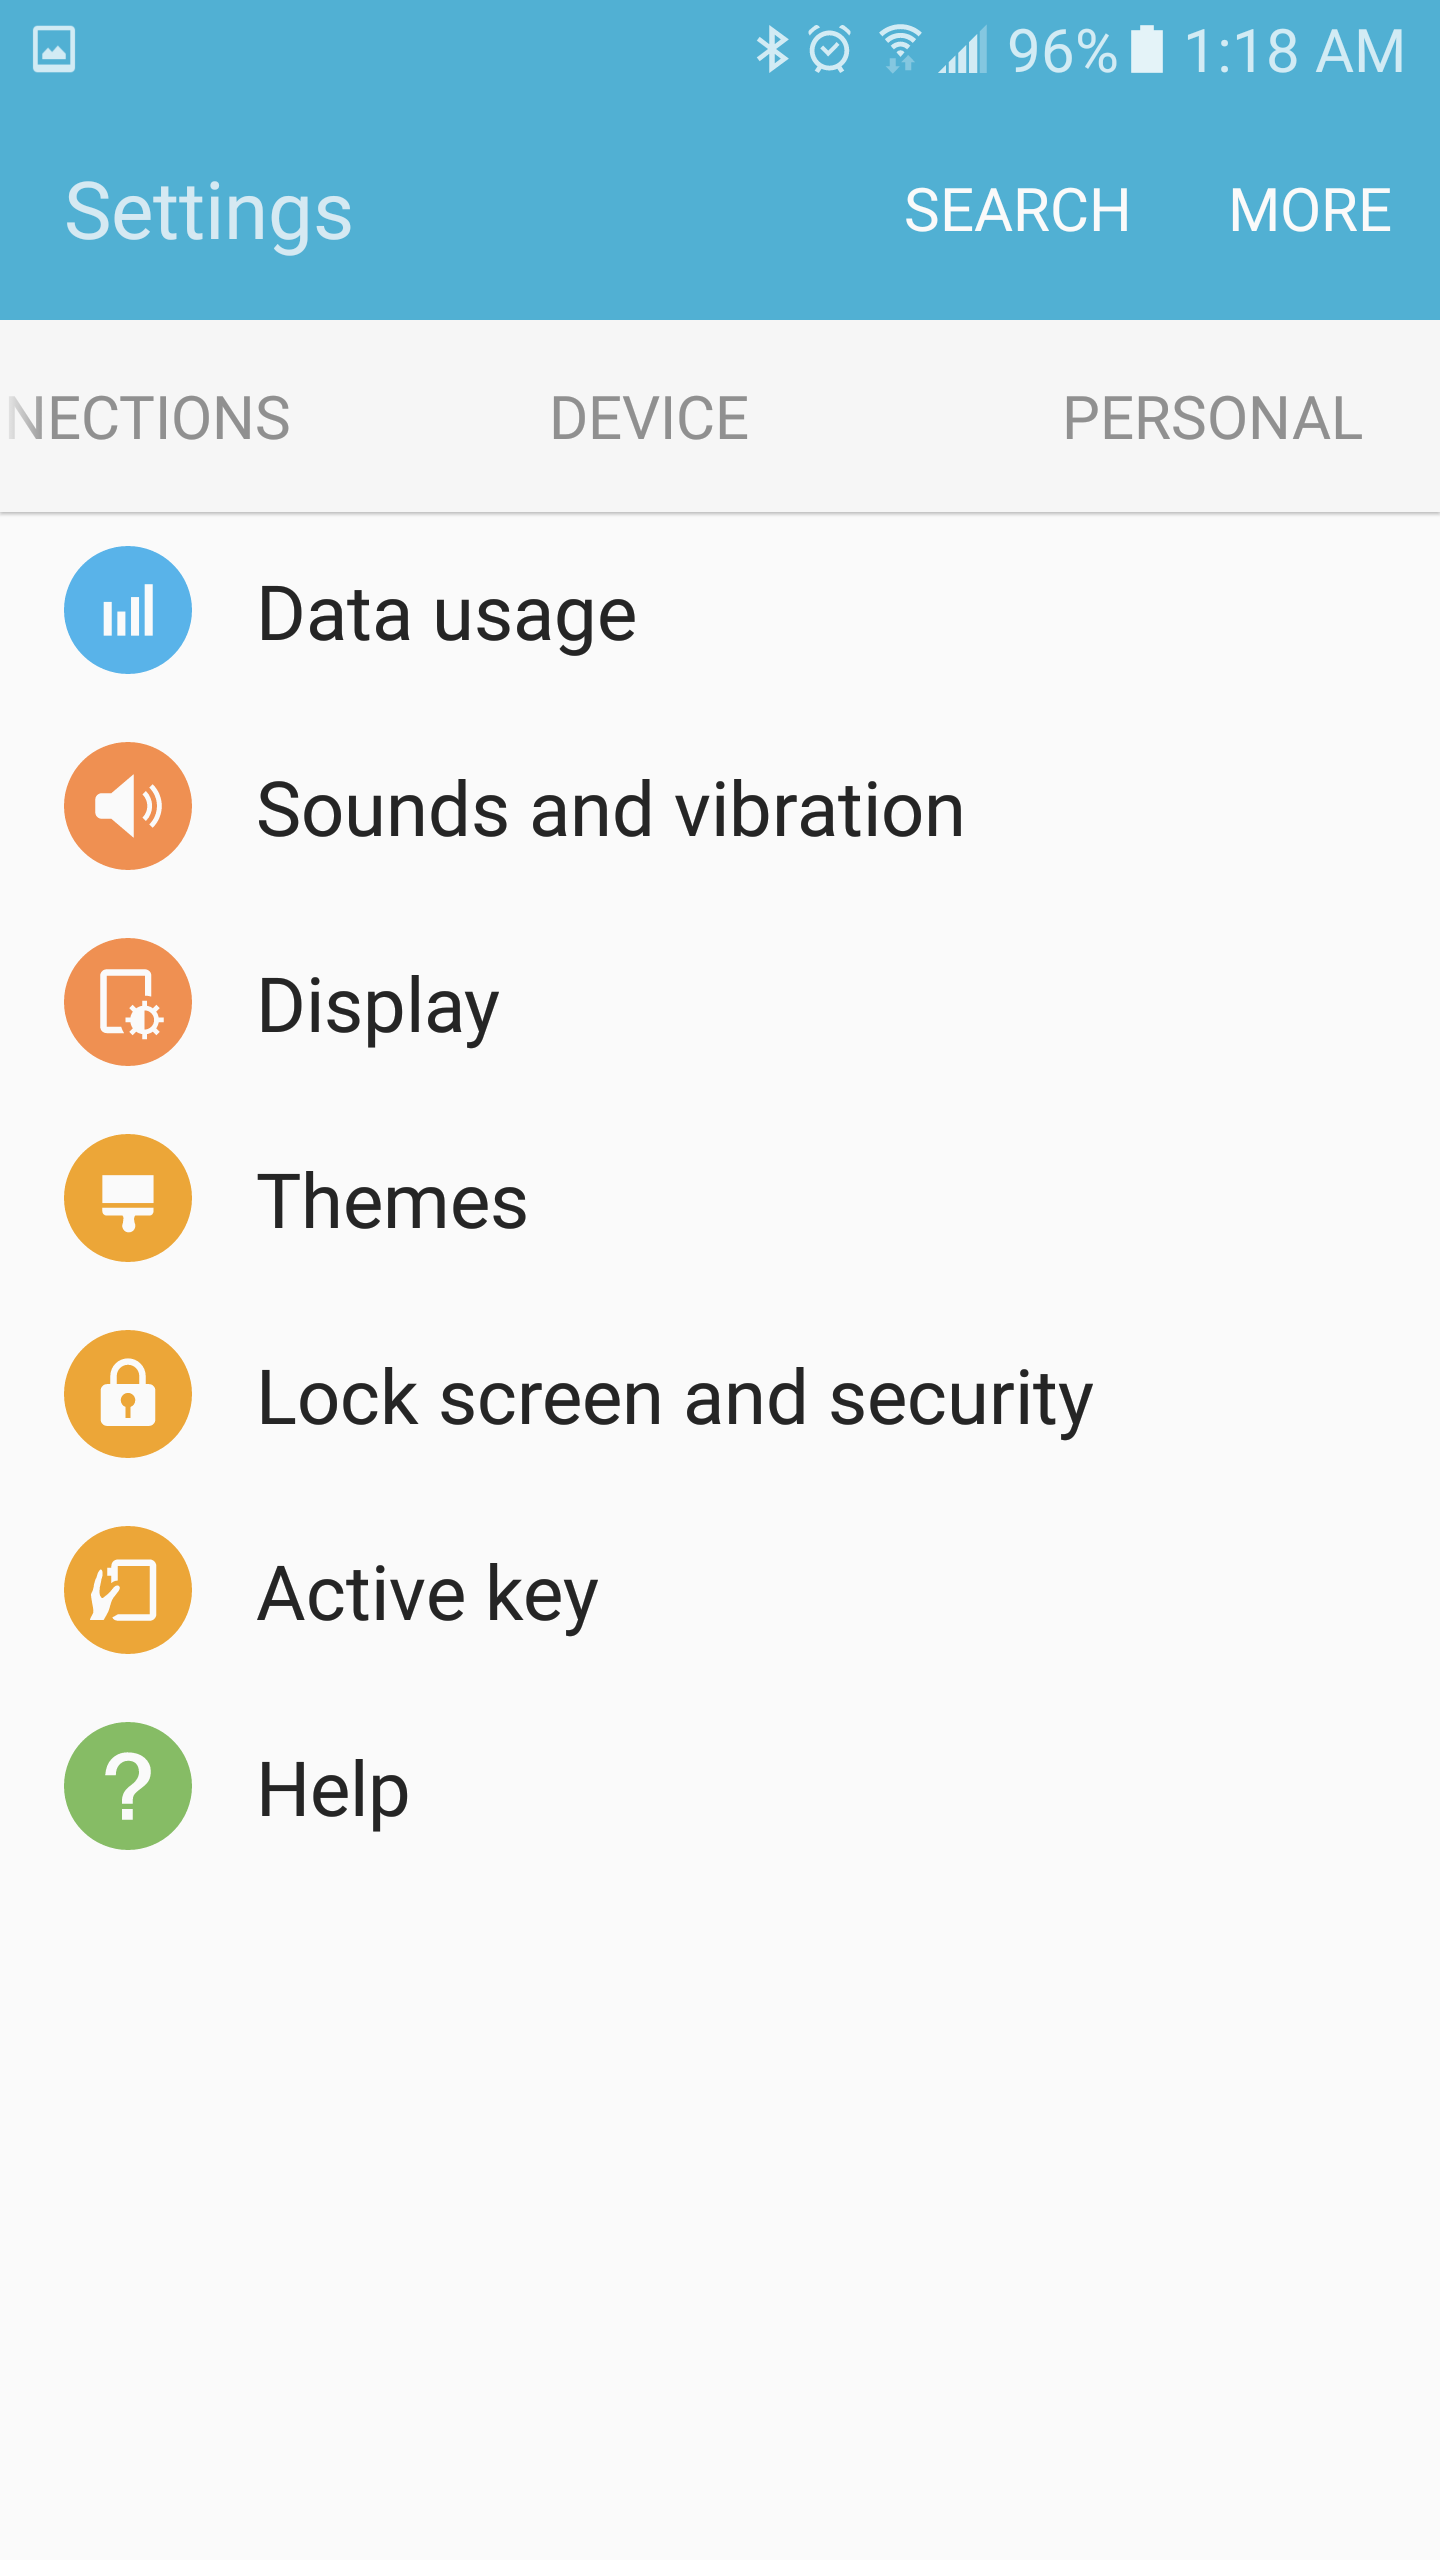 96% 1:18 AM
Settings SEARCH MORE
NECTIONS DEVICE PERSONAL
Data usage
Sounds and vibration
Display
Themes
Lock screen and security
Active key
? Help